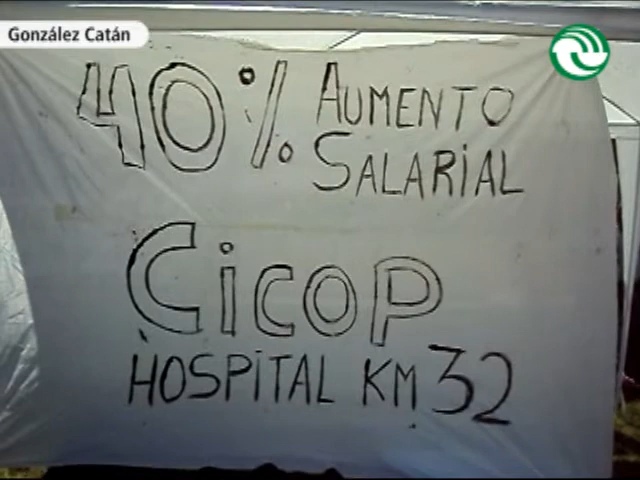 González Catán
40% AUMENTO
SALARIAL
CiCOP
HOSPiTAL KM 32